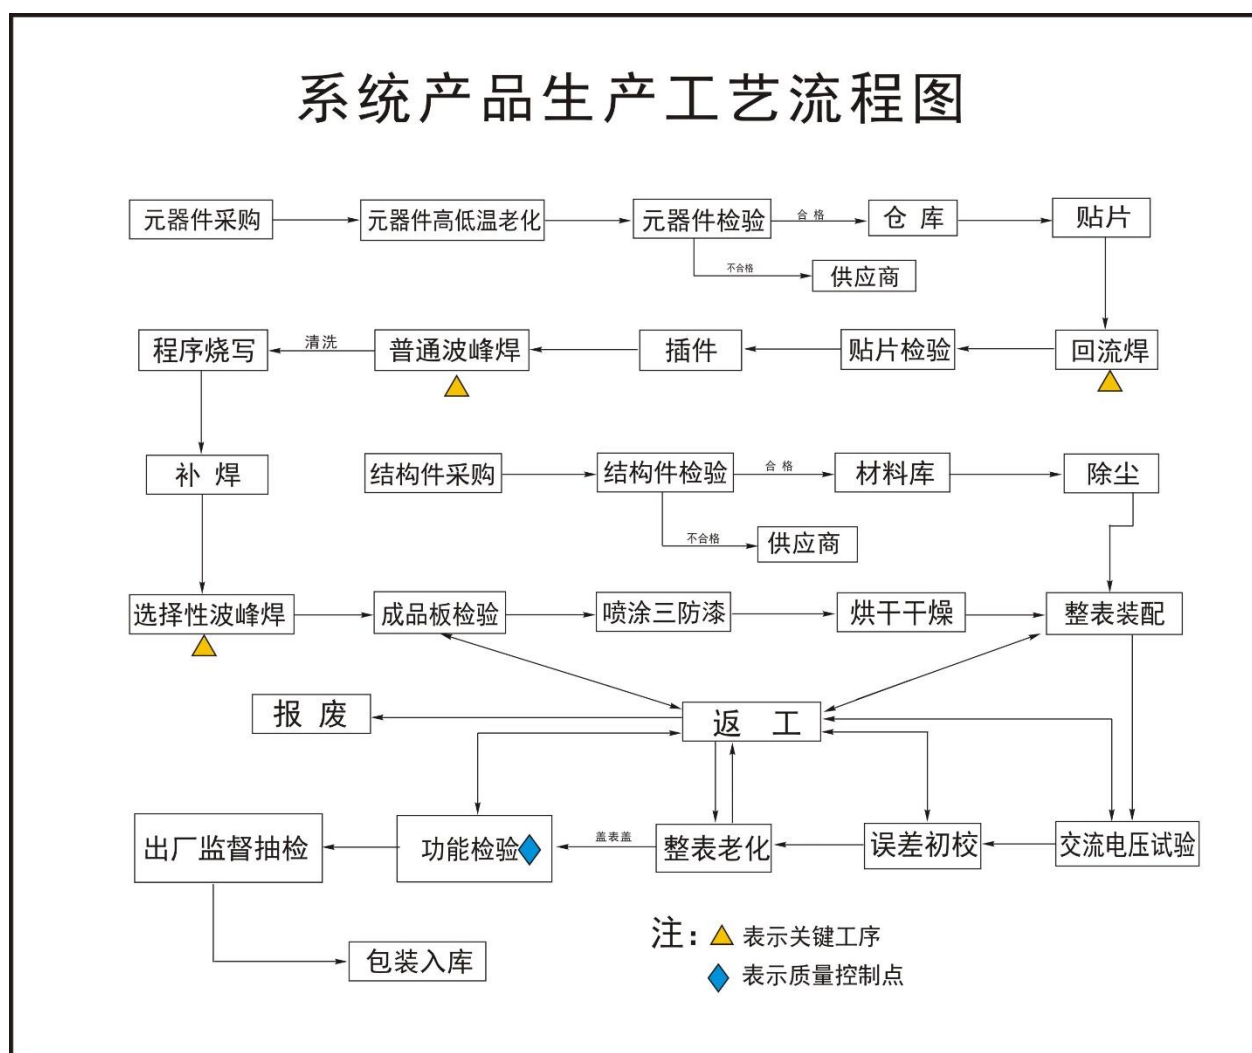 系统产品生产工艺流程图
元器件采购
元器件高低温老化
元器件检验
合格
仓库
贴片
不合格
供应商
程序烧写
清洗
普通波峰焊
插件
贴片检验
回流焊
补焊
结构件采购
结构件检验
合格
材料库
除尘
不合格
供应商
选择性波峰焊
成品板检验
喷涂三防漆
烘干干燥
整表装配
报废
返工
出厂监督抽检
功能检验
盖表盖
整表老化
误差初校
交流电压试验
包装入库
注:
表示关键工序
表示质量控制点